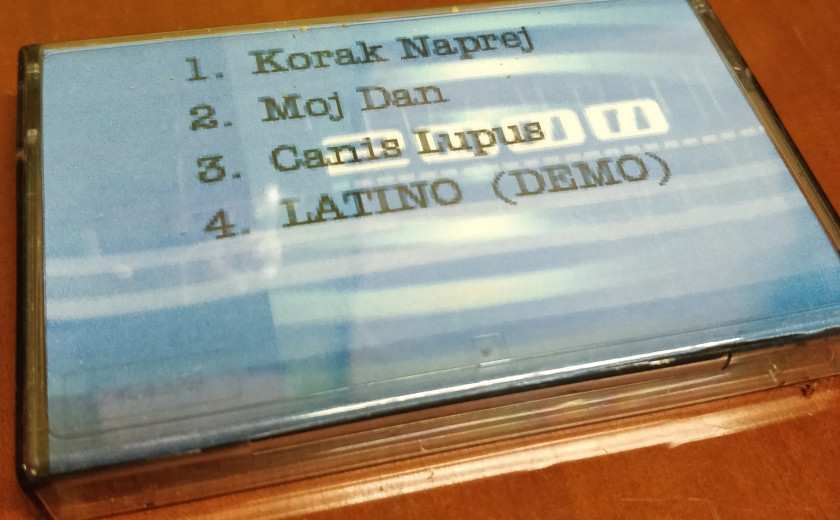 1. Korak Naprej
2. Moj Dan
3. Canis Lupus
4. LATINO (DEMO)